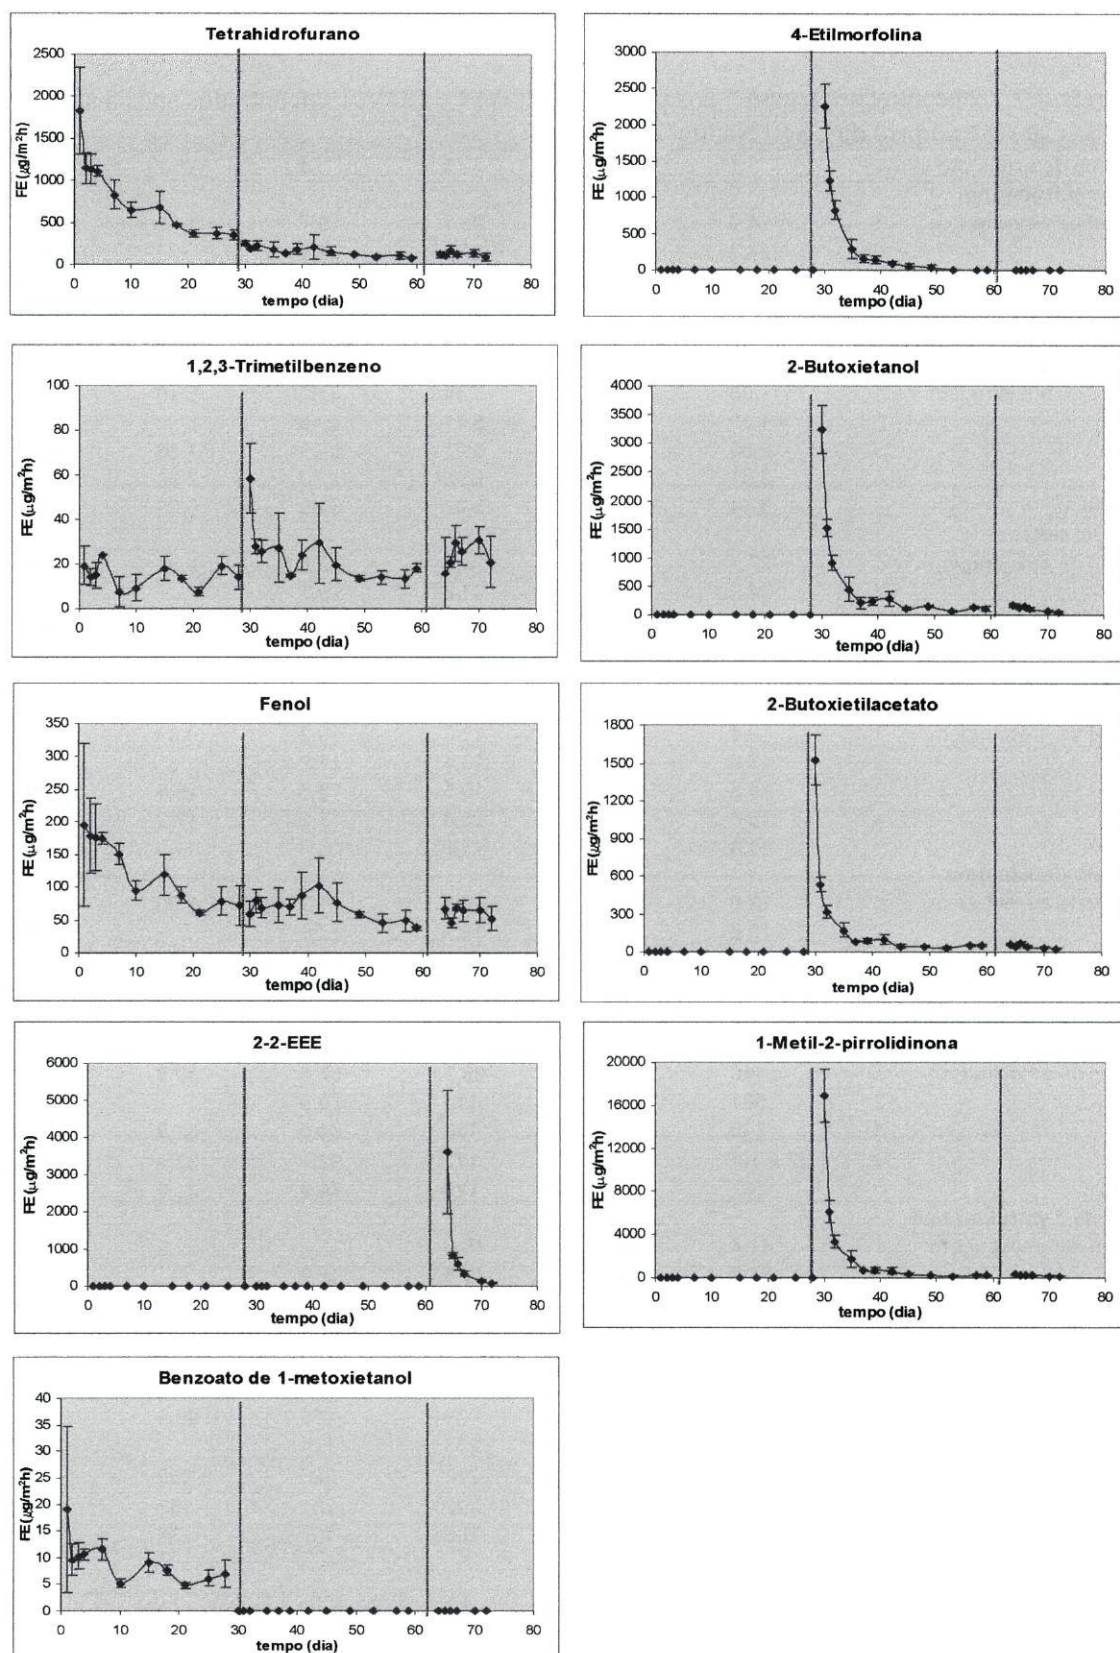 Tetrahidrofurano
2500
2000
1500
1000
500
0
FE (µg/m²h)
0 10 20 30 40 50 60 70 80
tempo (dia)
4-Etilmorfolina
3000
2500
2000
1500
1000
500
0
FE (µg/m²h)
0 10 20 30 40 50 60 70 80
tempo (dia)
1,2,3-Trimetilbenzeno
100
80
60
40
20
0
FE (µg/m²h)
0 10 20 30 40 50 60 70 80
tempo (dia)
2-Butoxietanol
4000
3500
3000
2500
2000
1500
1000
500
0
FE (µg/m²h)
0 10 20 30 40 50 60 70 80
tempo (dia)
Fenol
350
300
250
200
150
100
50
0
FE (µg/m²h)
0 10 20 30 40 50 60 70 80
tempo (dia)
2-Butoxietilacetato
1800
1500
1200
900
600
300
0
FE (µg/m²h)
0 10 20 30 40 50 60 70 80
tempo (dia)
2-2-EEE
6000
5000
4000
3000
2000
1000
0
FE (µg/m²h)
0 10 20 30 40 50 60 70 80
tempo (dia)
1-Metil-2-pirrolidinona
20000
16000
12000
8000
4000
0
FE (µg/m²h)
0 10 20 30 40 50 60 70 80
tempo (dia)
Benzoato de 1-metoxietanol
40
35
30
25
20
15
10
5
0
FE (µg/m²h)
0 10 20 30 40 50 60 70 80
tempo (dia)